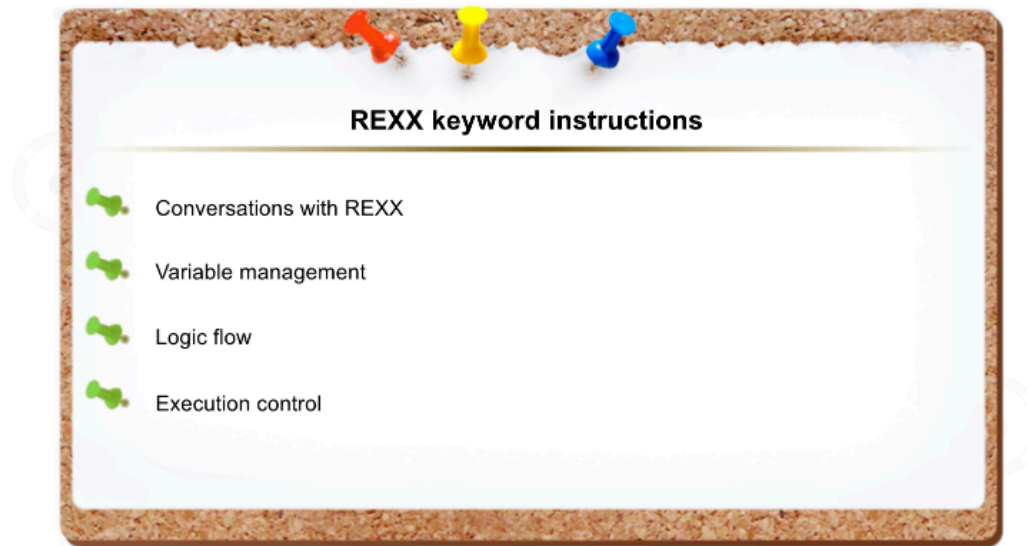 REXX keyword instructions
Conversations with REXX
Variable management
Logic flow
Execution control